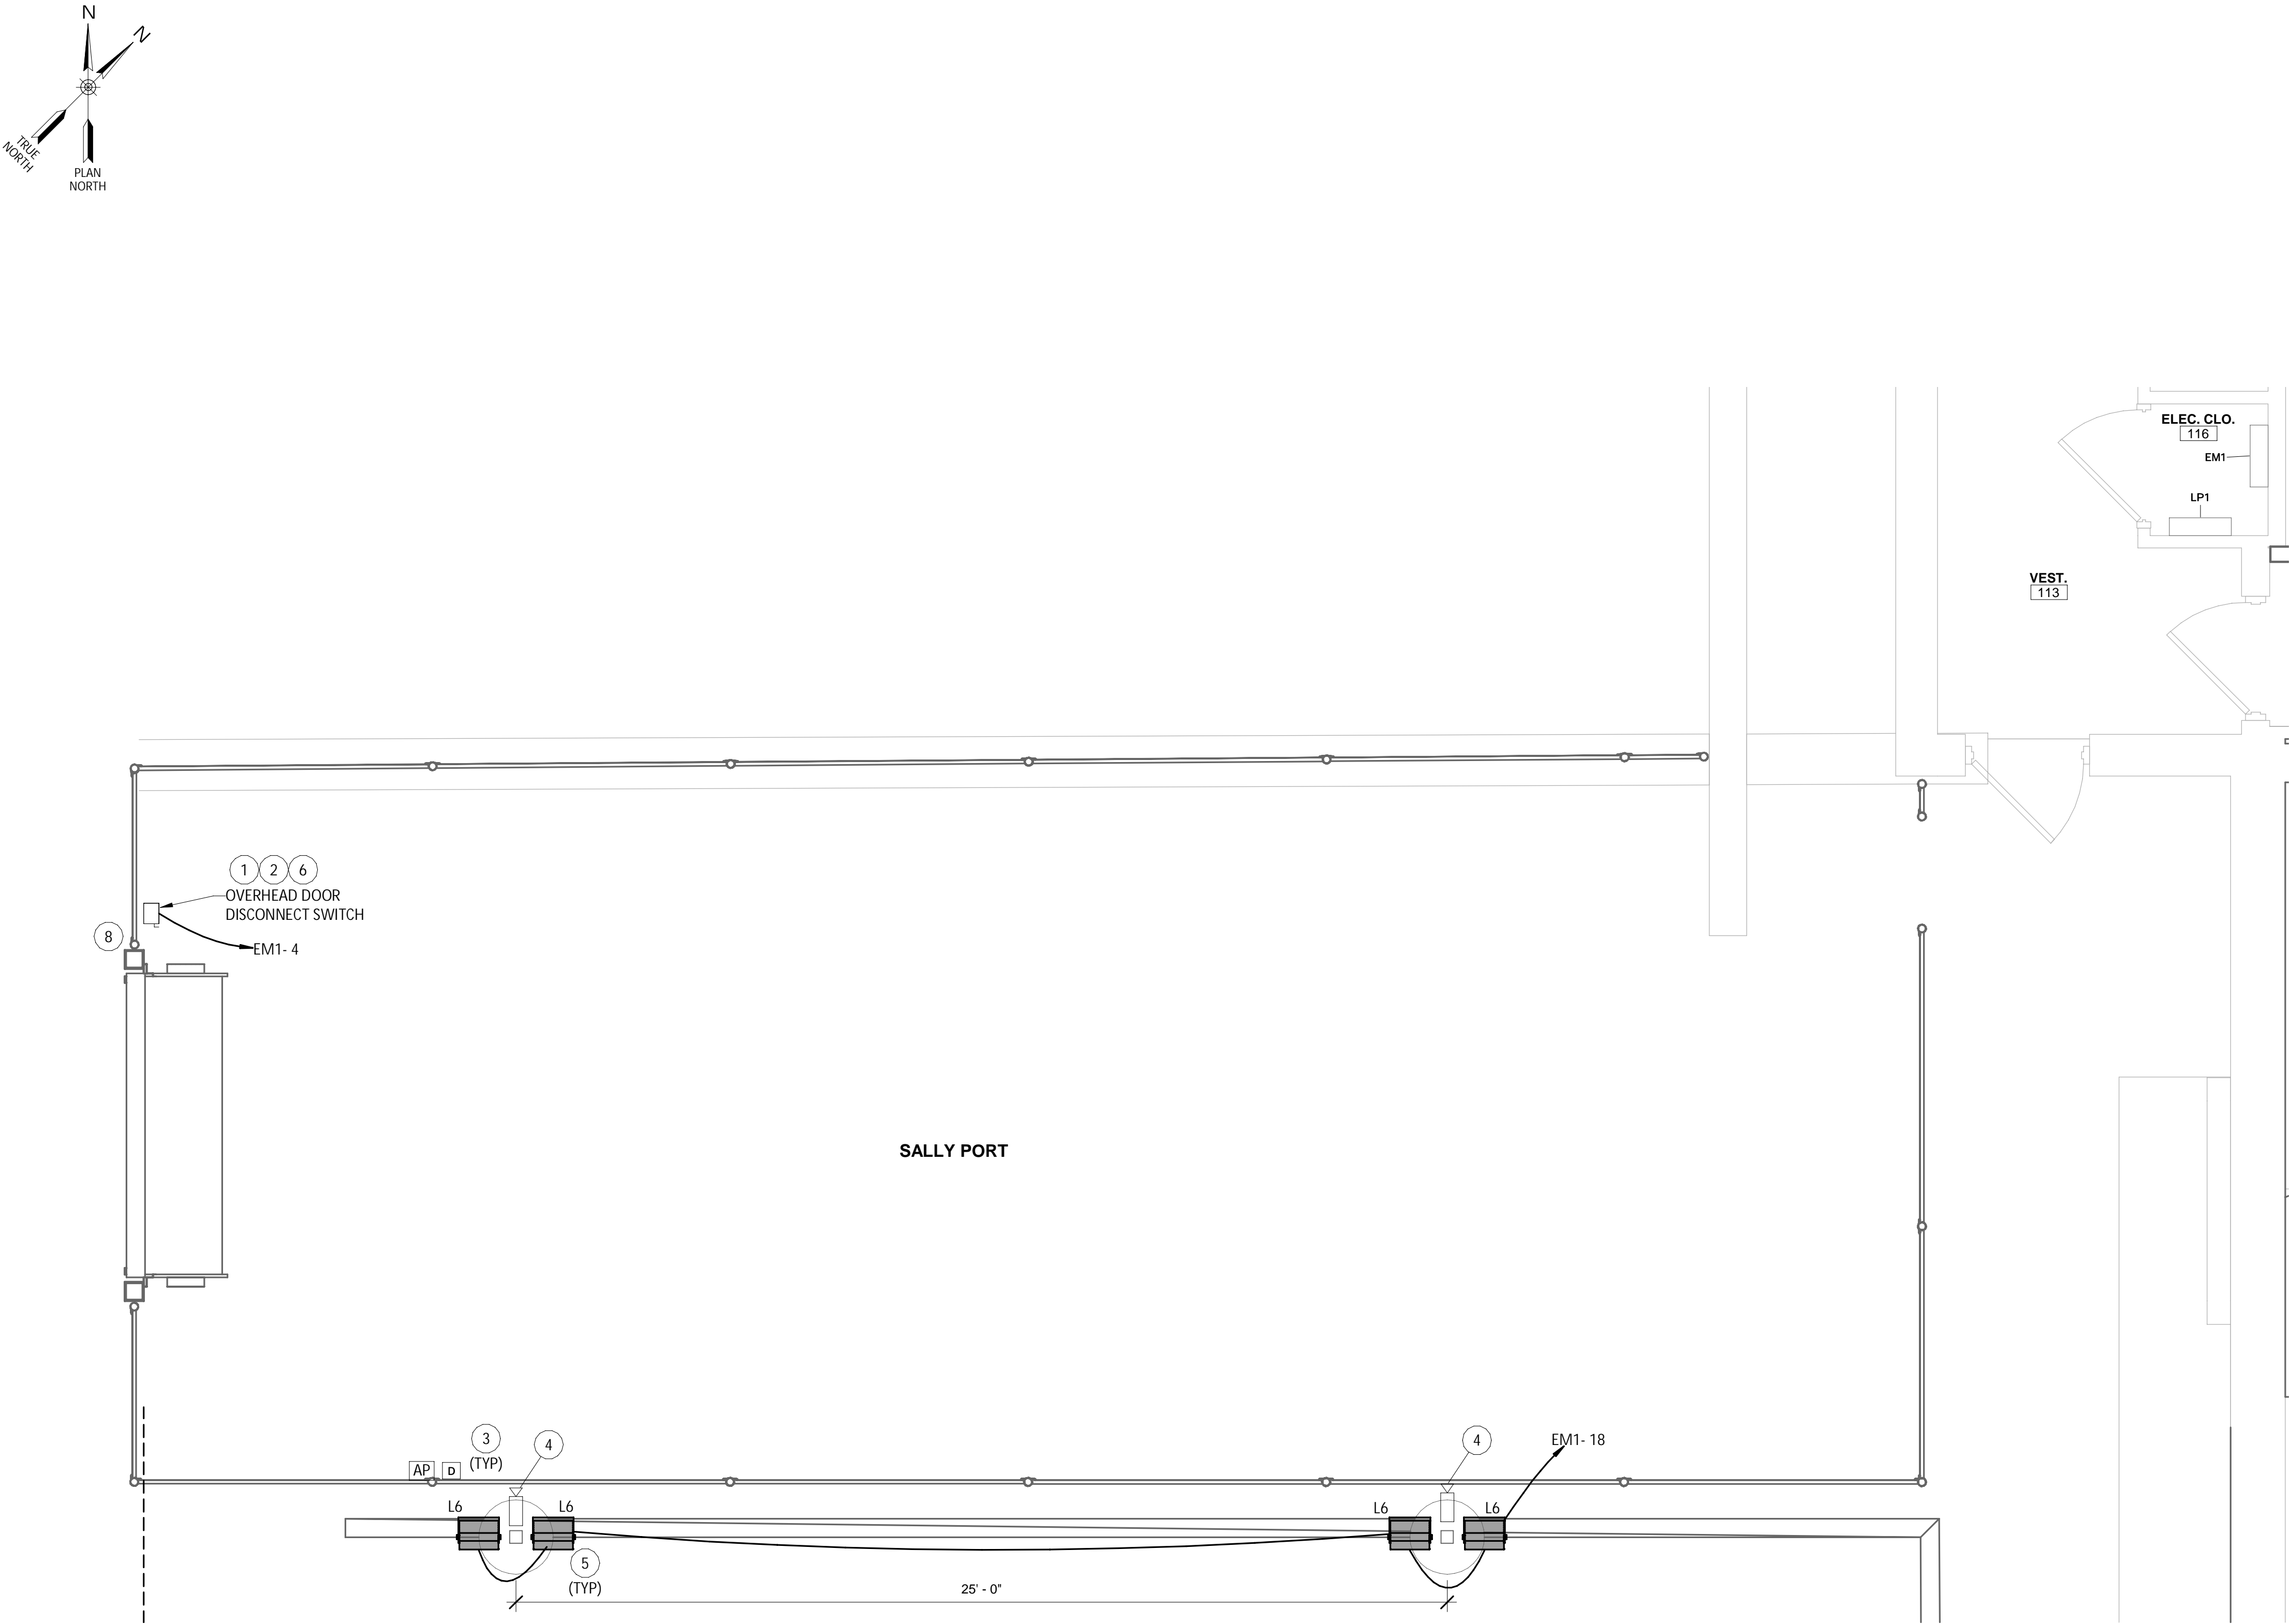 N
N
TRUE
NORTH
PLAN
NORTH
ELEC. CLO.
116
EM1
LP1
VEST.
113
1 2 6
OVERHEAD DOOR
DISCONNECT SWITCH
8
EM1- 4
SALLY PORT
3
(TYP)
4
AP D
4
EM1- 18
L6
L6
L6
L6
5
(TYP)
25' - 0"